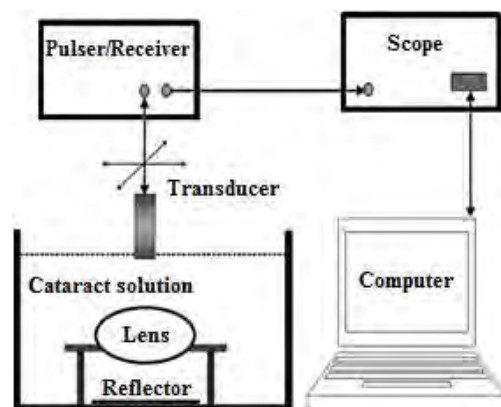 Pulser/Receiver
Scope
Transducer
Cataract solution
Computer
Lens
Reflector